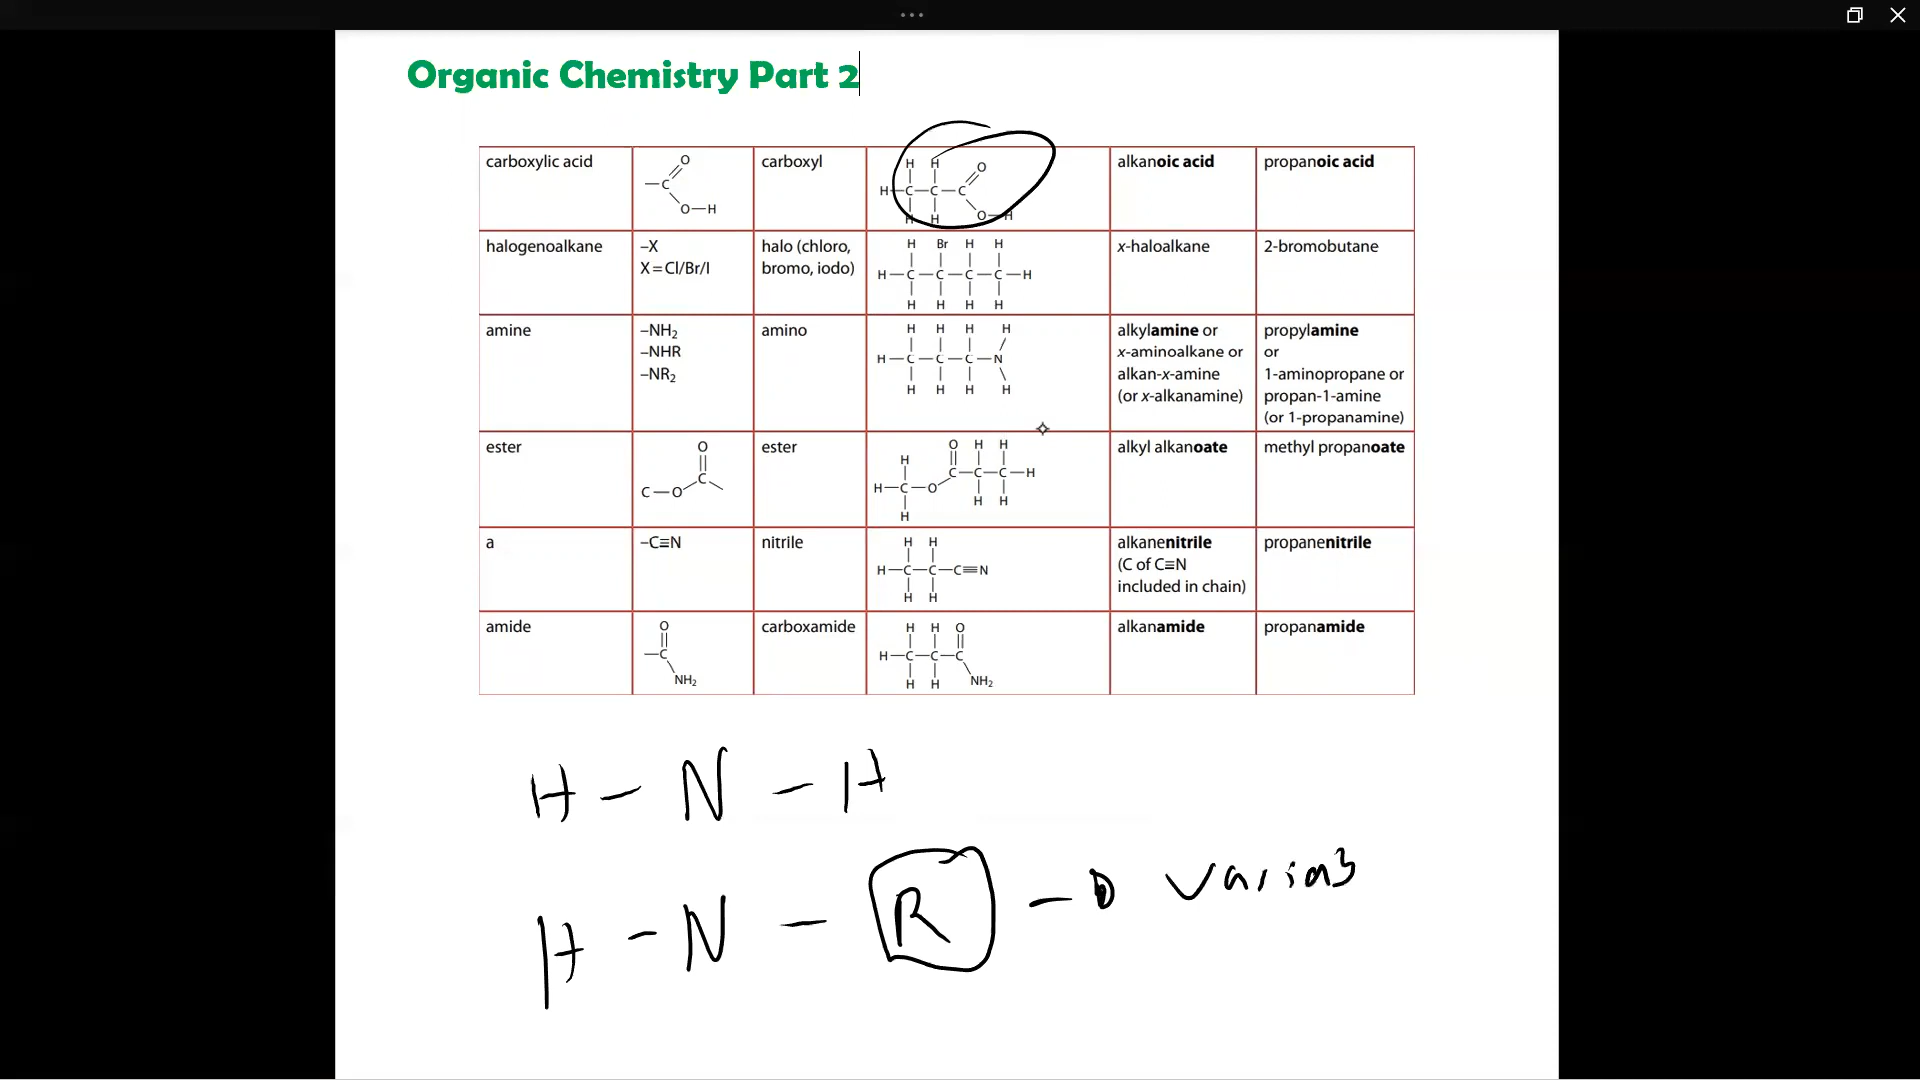 Organic Chemistry Part 2
carboxylic acid
O
—C
O—H
carboxyl
H H O
H—C—C—C
H H O—H
alkanoic acid
propanoic acid
halogenoalkane
–X
X=Cl/Br/I
halo (chloro,
bromo, iodo)
H Br H H
H—C—C—C—C—H
H H H H
x-haloalkane
2-bromobutane
amine
–NH₂
–NHR
–NR₂
amino
H H H H
H—C—C—C—N
H H H H
alkylamine or
x-aminoalkane or
alkan-x-amine
(or x-alkanamine)
propylamine
or
1-aminopropane or
propan-1-amine
(or 1-propanamine)
ester
O
C—O C
ester
O H H
H C—C—C—H
H—C—O
H H
H
alkyl alkanoate
methyl propanoate
a
–C≡N
nitrile
H H
H—C—C—C≡N
H H
alkanenitrile
(C of C≡N
included in chain)
propanenitrile
amide
O
—C
NH₂
carboxamide
H H O
H—C—C—C
H H NH₂
alkanamide
propanamide
H – N – H
H – N – R –